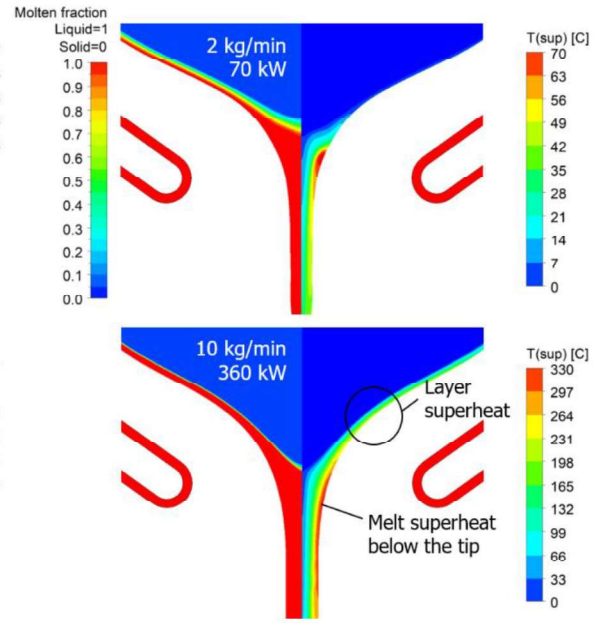 Molten fraction
Liquid=1
Solid=0
1.0
0.9
0.8
0.7
0.6
0.5
0.4
0.3
0.2
0.1
0.0
2 kg/min
70 kW
T(sup) [C]
70
63
56
49
42
35
28
21
14
7
0
10 kg/min
360 kW
Layer
superheat
Melt superheat
below the tip
T(sup) [C]
330
297
264
231
198
165
132
99
66
33
0